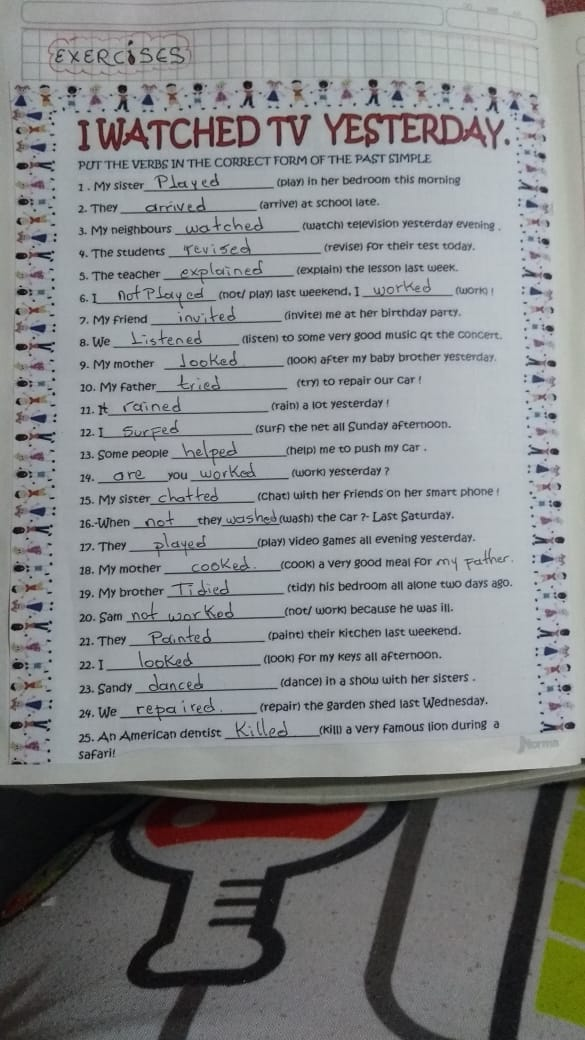 EXERCISES
I WATCHED TV YESTERDAY.
PUT THE VERBS IN THE CORRECT FORM OF THE PAST SIMPLE
1. My sister Played (play) in her bedroom this morning
2. They arrived (arrive) at school late.
3. My neighbours watched (watch) television yesterday evening.
4. The students revised (revise) for their test today.
5. The teacher explained (explain) the lesson last week.
6. I not Played (not/ play) last weekend, I worked (work) !
7. My friend invited (invite) me at her birthday party.
8. We Listened (listen) to some very good music at the concert.
9. My mother looked (look) after my baby brother yesterday.
10. My father tried (try) to repair our car !
11. It rained (rain) a lot yesterday !
12. I surfed (surf) the net all Sunday afternoon.
13. Some people helped (help) me to push my car.
14. are you worked (work) yesterday ?
15. My sister chatted (chat) with her friends on her smart phone !
16.-When not they washed (wash) the car ?- Last Saturday.
17. They played (play) video games all evening yesterday.
18. My mother cooked. (cook) a very good meal for my Father.
19. My brother Tidied (tidy) his bedroom all alone two days ago.
20. Sam not worked (not/ work) because he was ill.
21. They Painted (paint) their kitchen last weekend.
22. I looked (look) for my keys all afternoon.
23. Sandy danced (dance) in a show with her sisters.
24. We repaired. (repair) the garden shed last Wednesday.
25. An American dentist Killed (kill) a very famous lion during a
safari!
Norma